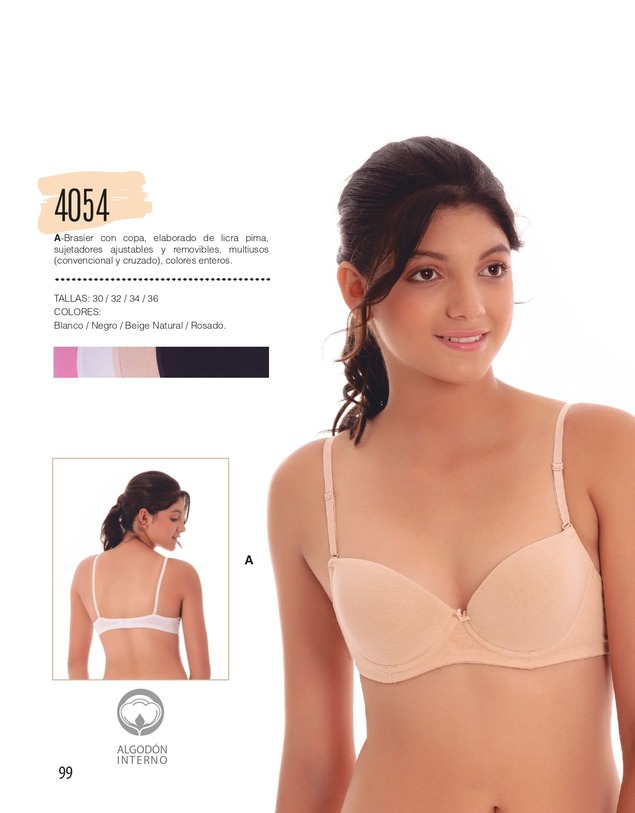 4054
A-Brasier con copa, elaborado de licra pima,
sujetadores ajustables y removibles, multiusos
(convencional y cruzado), colores enteros.
TALLAS: 30 / 32 / 34 / 36
COLORES:
Blanco / Negro / Beige Natural / Rosado.
A
ALGODÓN
INTERNO
99